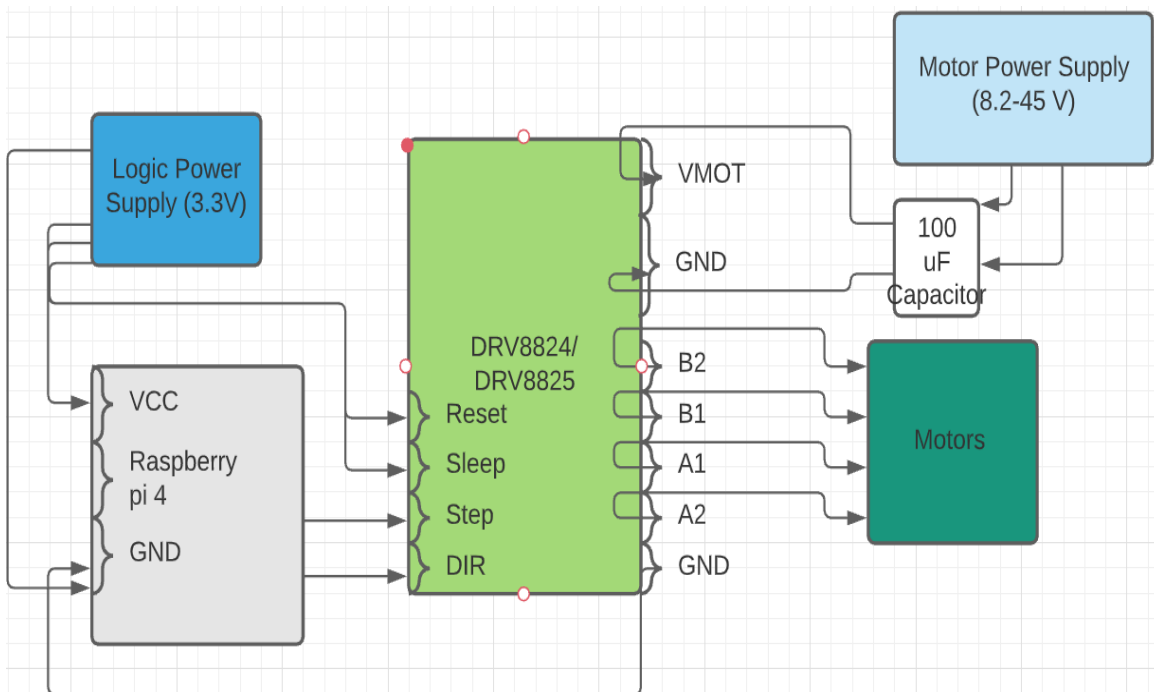 Motor Power Supply
(8.2-45 V)
Logic Power
Supply (3.3V)
VMOT
100
uF
Capacitor
GND
DRV8824/
DRV8825
B2
VCC
Reset
B1
Motors
Raspberry
pi 4
Sleep
A1
Step
A2
GND
DIR
GND